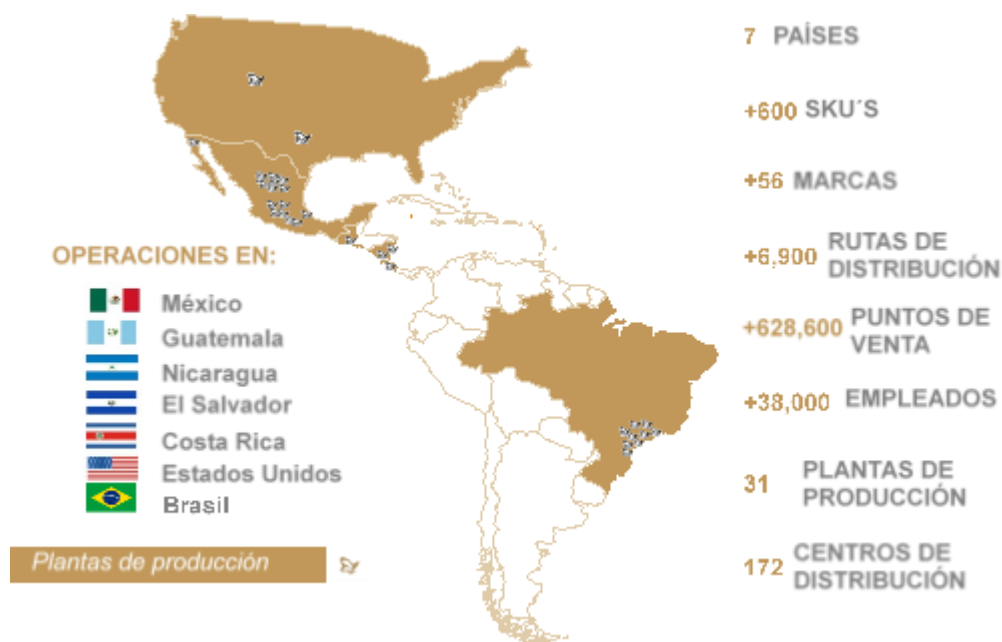 7 PAÍSES
+600 SKU´S
+56 MARCAS
+6,900 RUTAS DE
DISTRIBUCIÓN
+628,600 PUNTOS DE
VENTA
+38,000 EMPLEADOS
31 PLANTAS DE
PRODUCCIÓN
172 CENTROS DE
DISTRIBUCIÓN
OPERACIONES EN:
México
Guatemala
Nicaragua
El Salvador
Costa Rica
Estados Unidos
Brasil
Plantas de producción